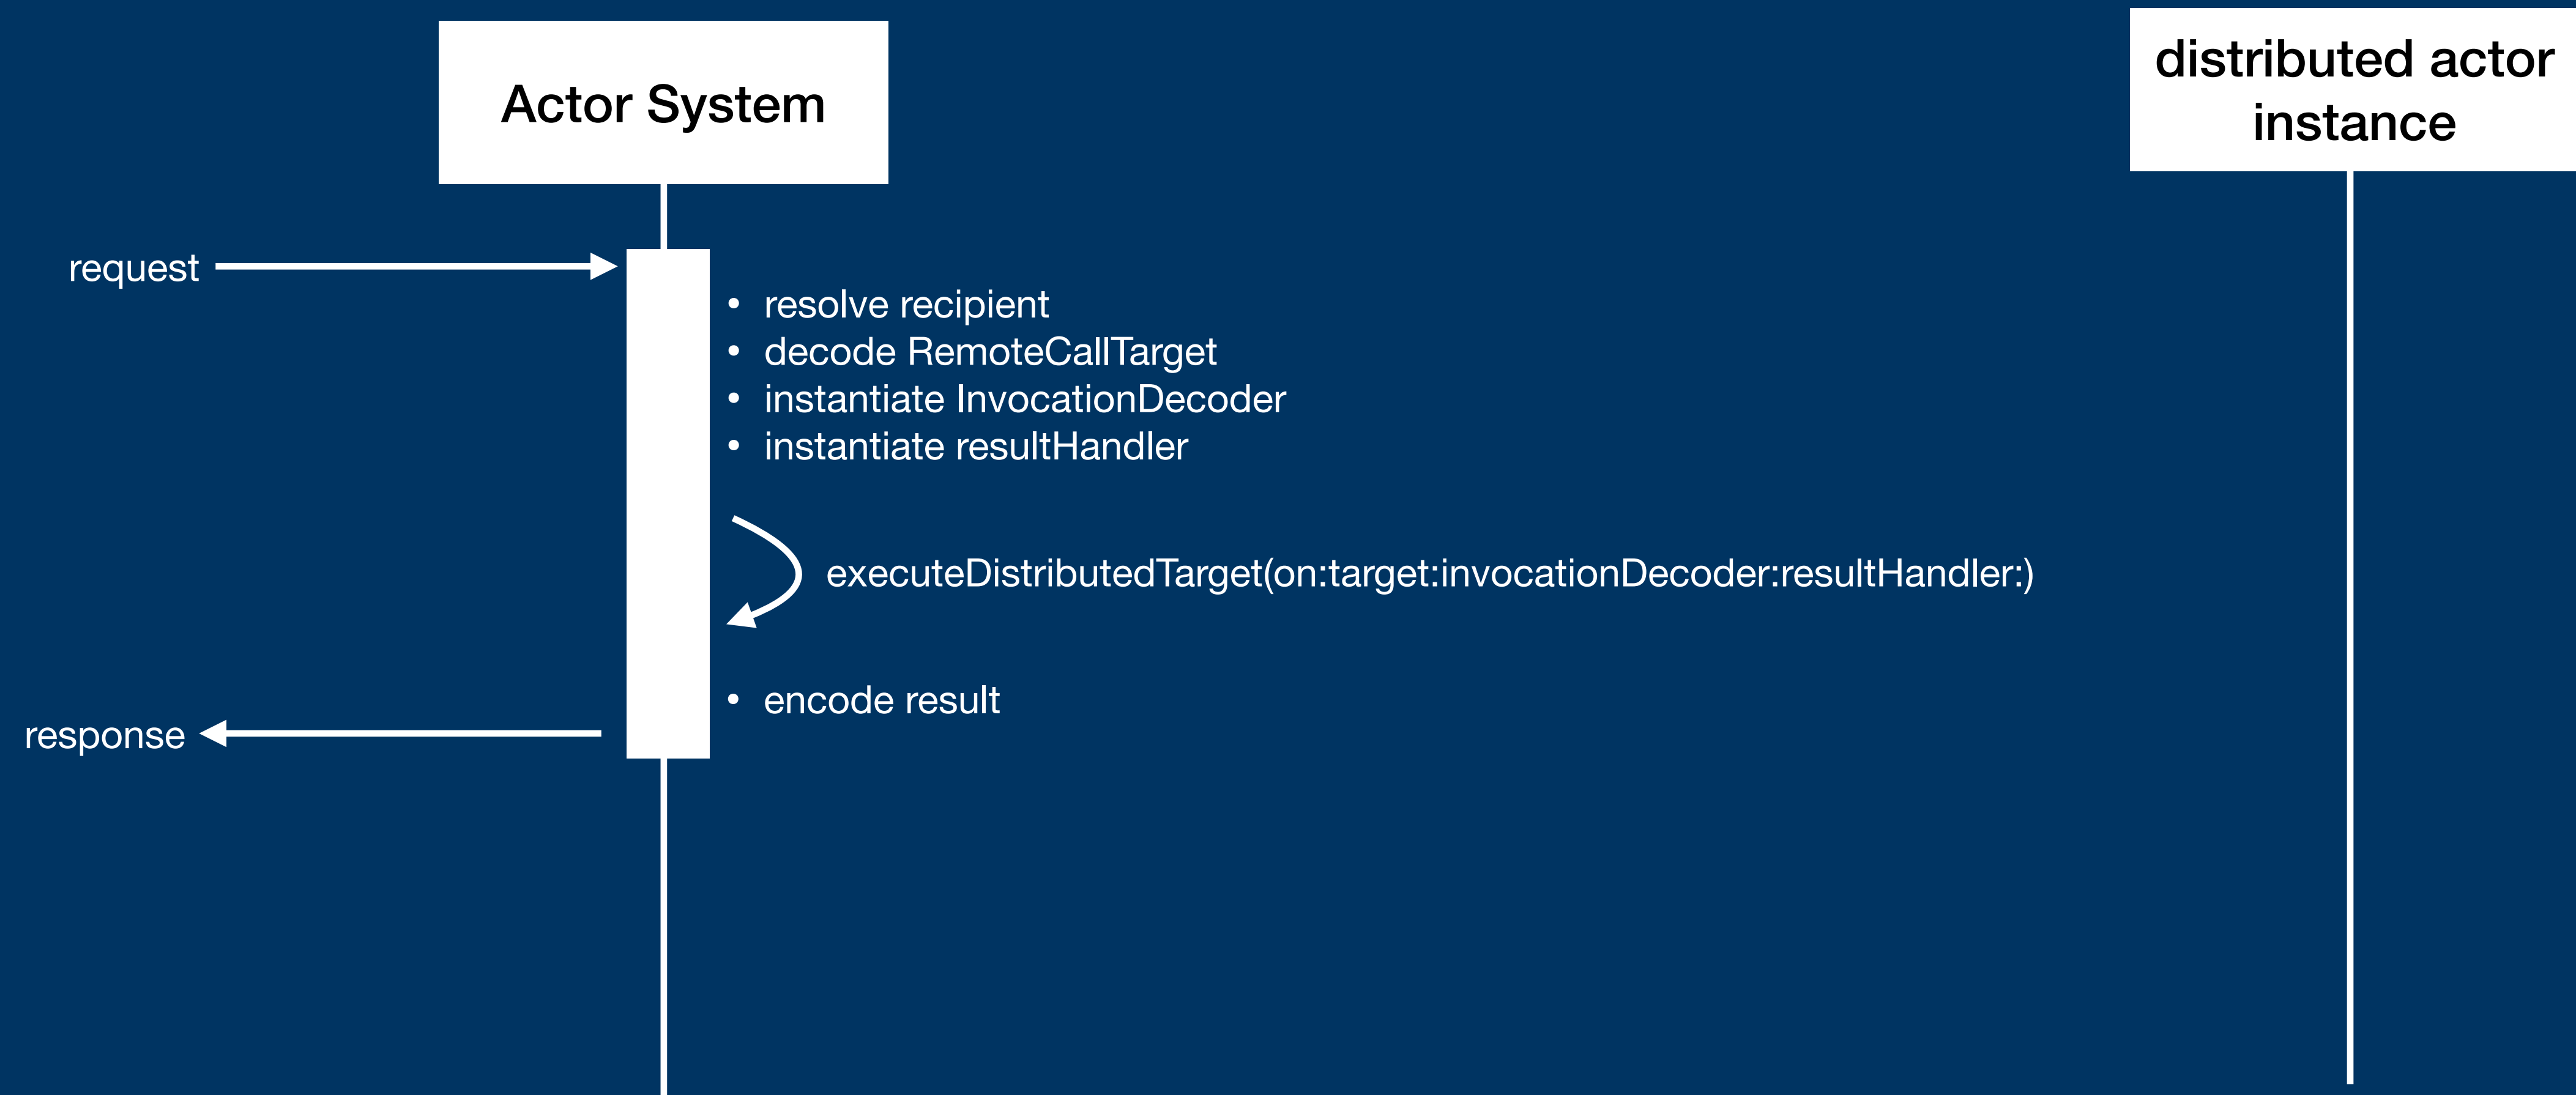 Actor System
distributed actor
instance
request
• resolve recipient
• decode RemoteCallTarget
• instantiate InvocationDecoder
• instantiate resultHandler
executeDistributedTarget(on:target:invocationDecoder:resultHandler:)
• encode result
response